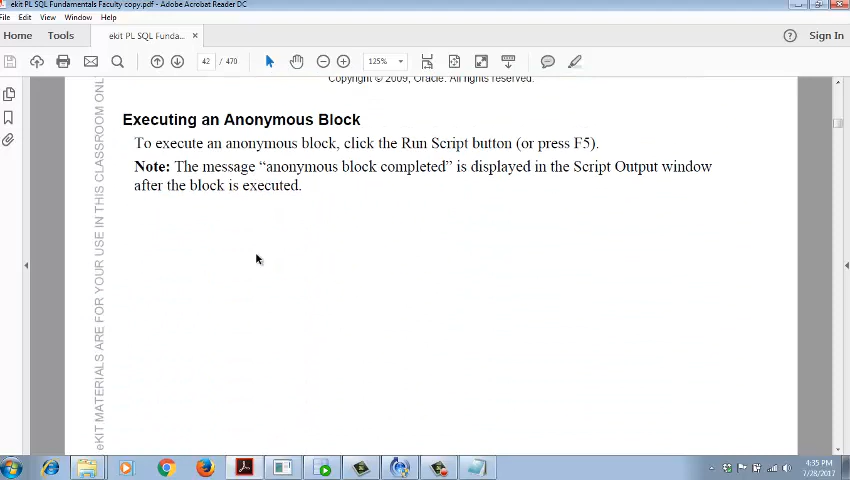 ekit PL SQL Fundamentals Faculty copy.pdf - Adobe Acrobat Reader DC
File Edit View Window Help
Home Tools ekit PL SQL Funda... × ? Sign In
42 / 470 125%
Copyright © 2009, Oracle. All rights reserved.
eKIT MATERIALS ARE FOR YOUR USE IN THIS CLASSROOM ONL
Executing an Anonymous Block
To execute an anonymous block, click the Run Script button (or press F5).
Note: The message “anonymous block completed” is displayed in the Script Output window
after the block is executed.
4:35 PM
7/28/2017